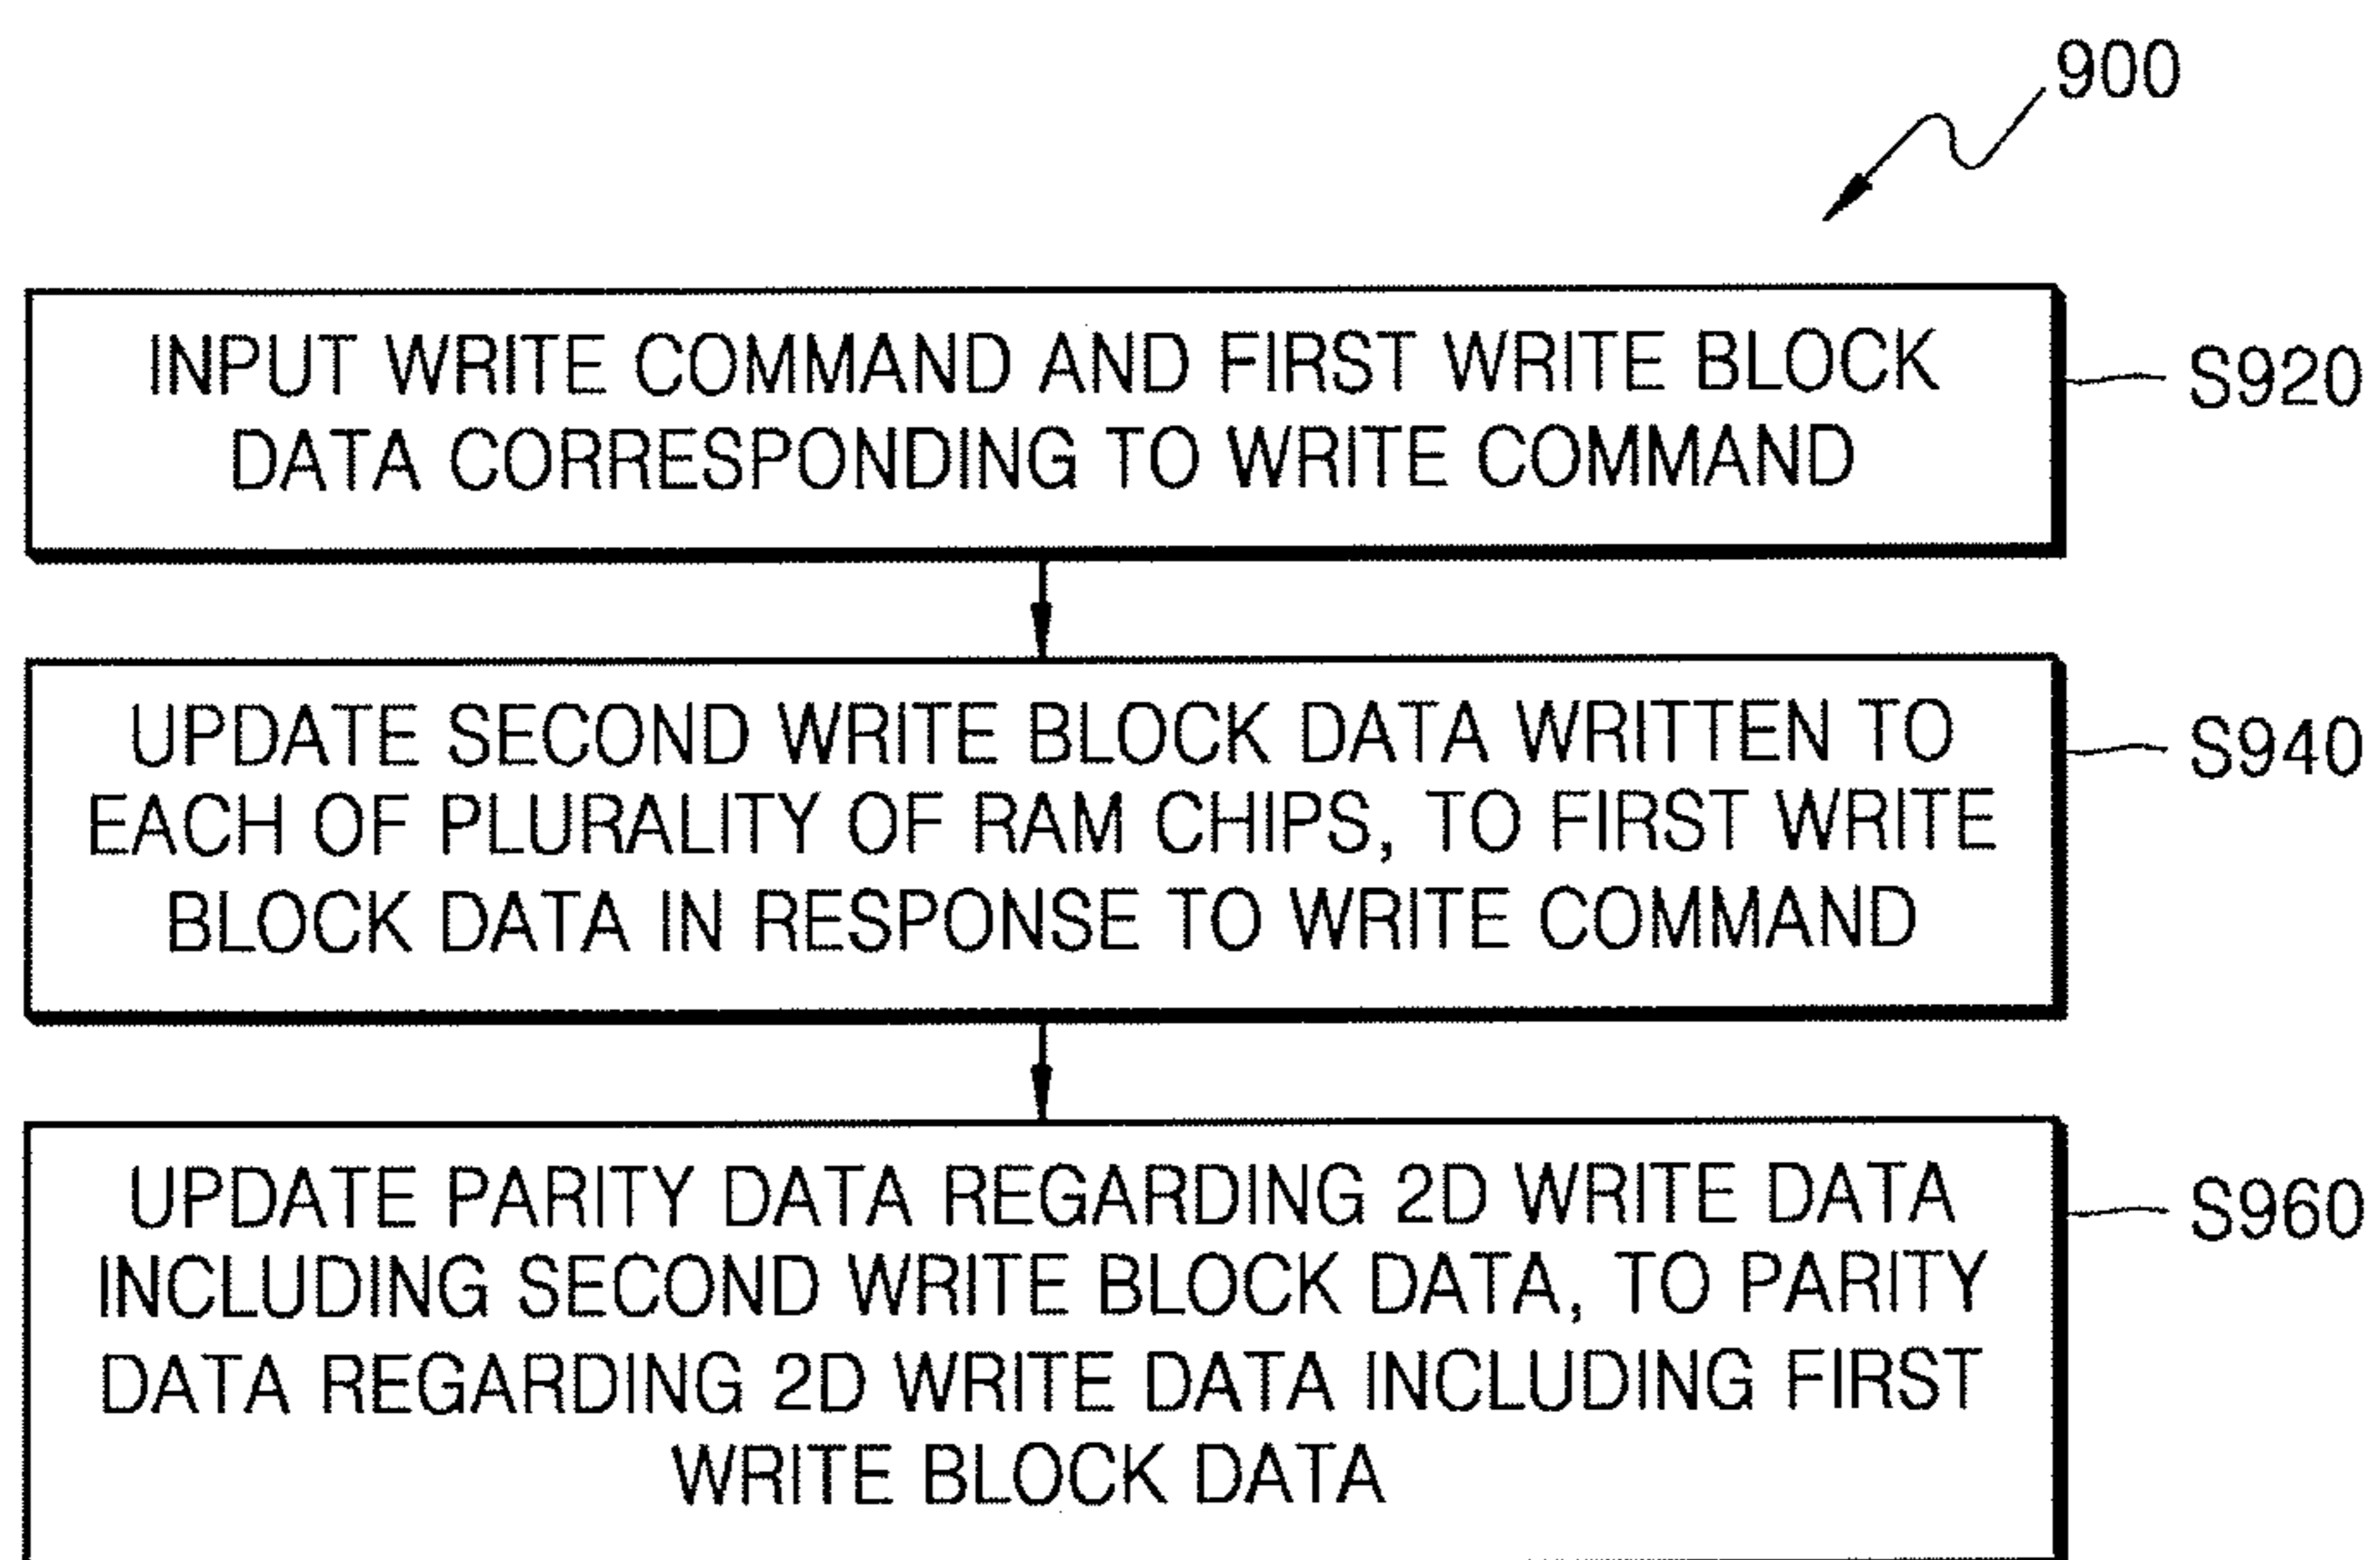 900
INPUT WRITE COMMAND AND FIRST WRITE BLOCK
DATA CORRESPONDING TO WRITE COMMAND
S920
UPDATE SECOND WRITE BLOCK DATA WRITTEN TO
EACH OF PLURALITY OF RAM CHIPS, TO FIRST WRITE
BLOCK DATA IN RESPONSE TO WRITE COMMAND
S940
UPDATE PARITY DATA REGARDING 2D WRITE DATA
INCLUDING SECOND WRITE BLOCK DATA, TO PARITY
DATA REGARDING 2D WRITE DATA INCLUDING FIRST
WRITE BLOCK DATA
S960